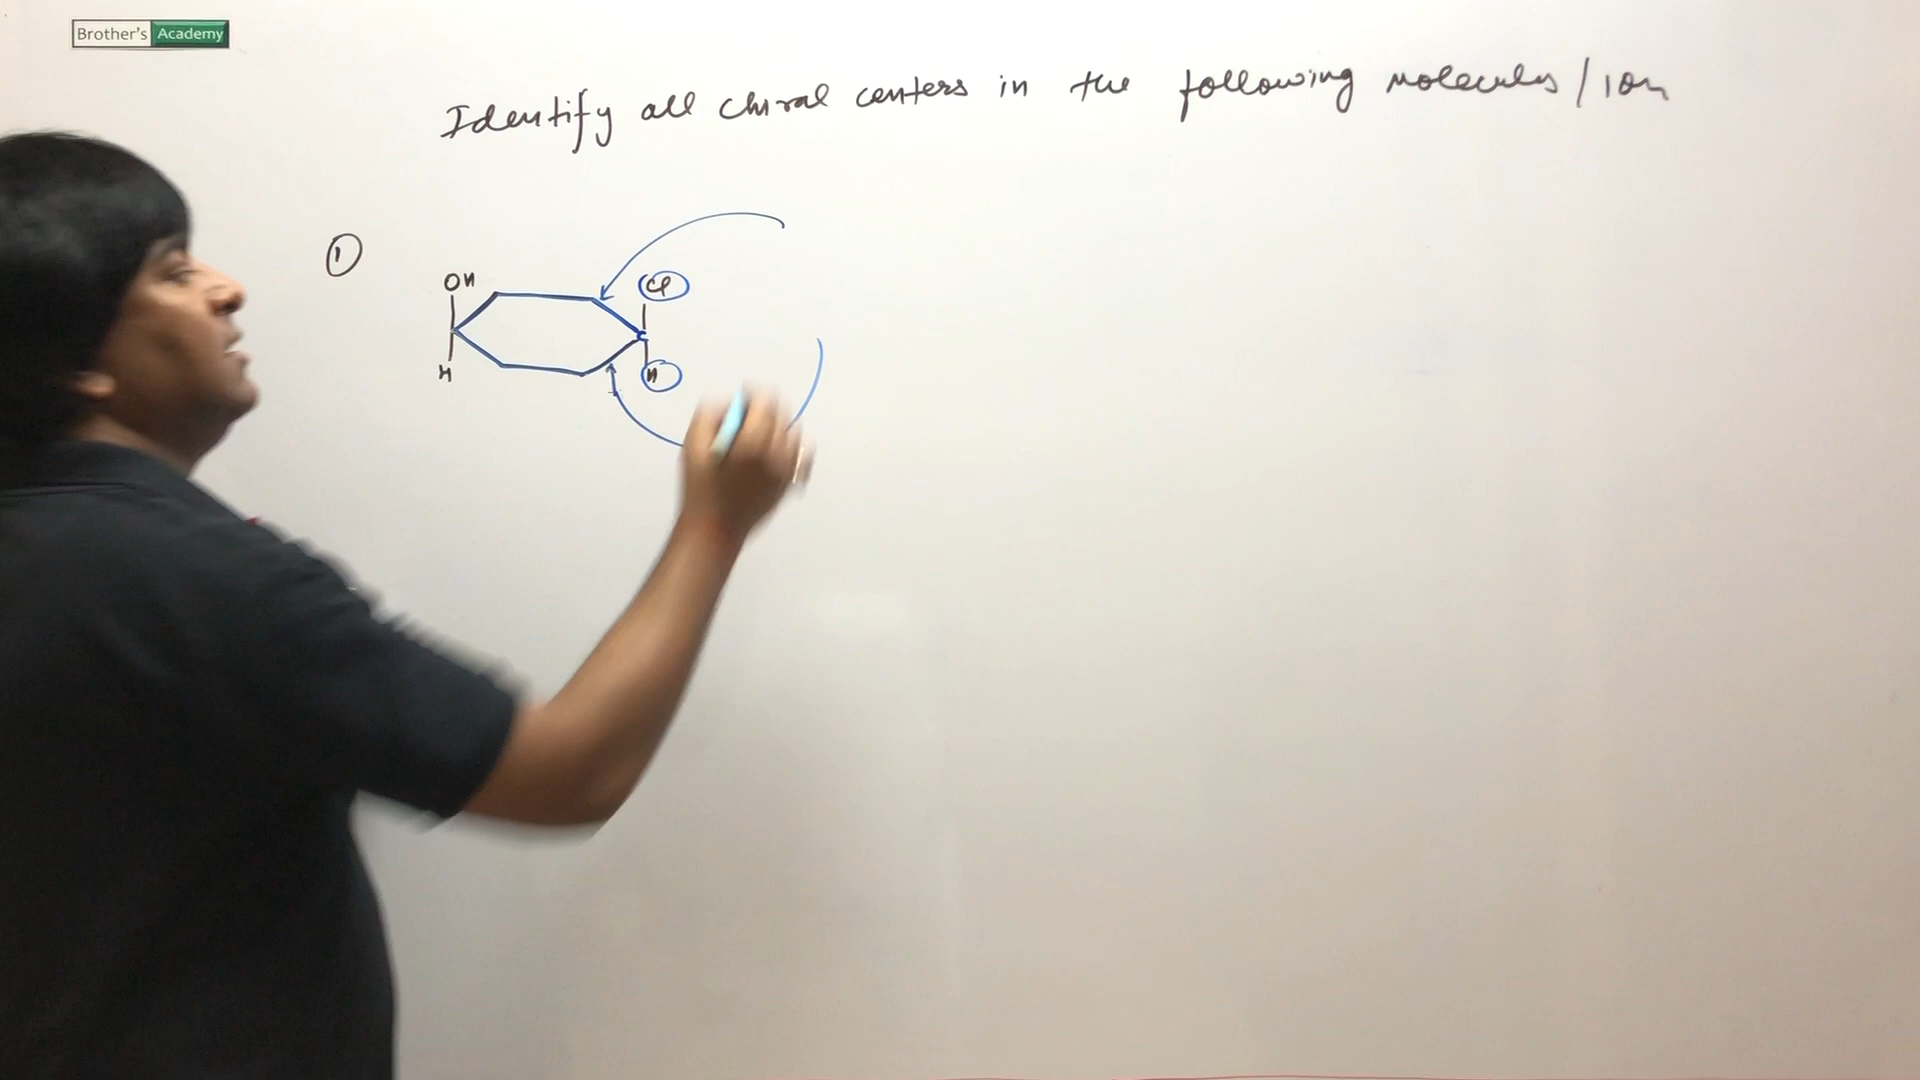 Brother's Academy
Identify all chiral centers in the following molecules / ion
1
OH
Cl
C
H
H